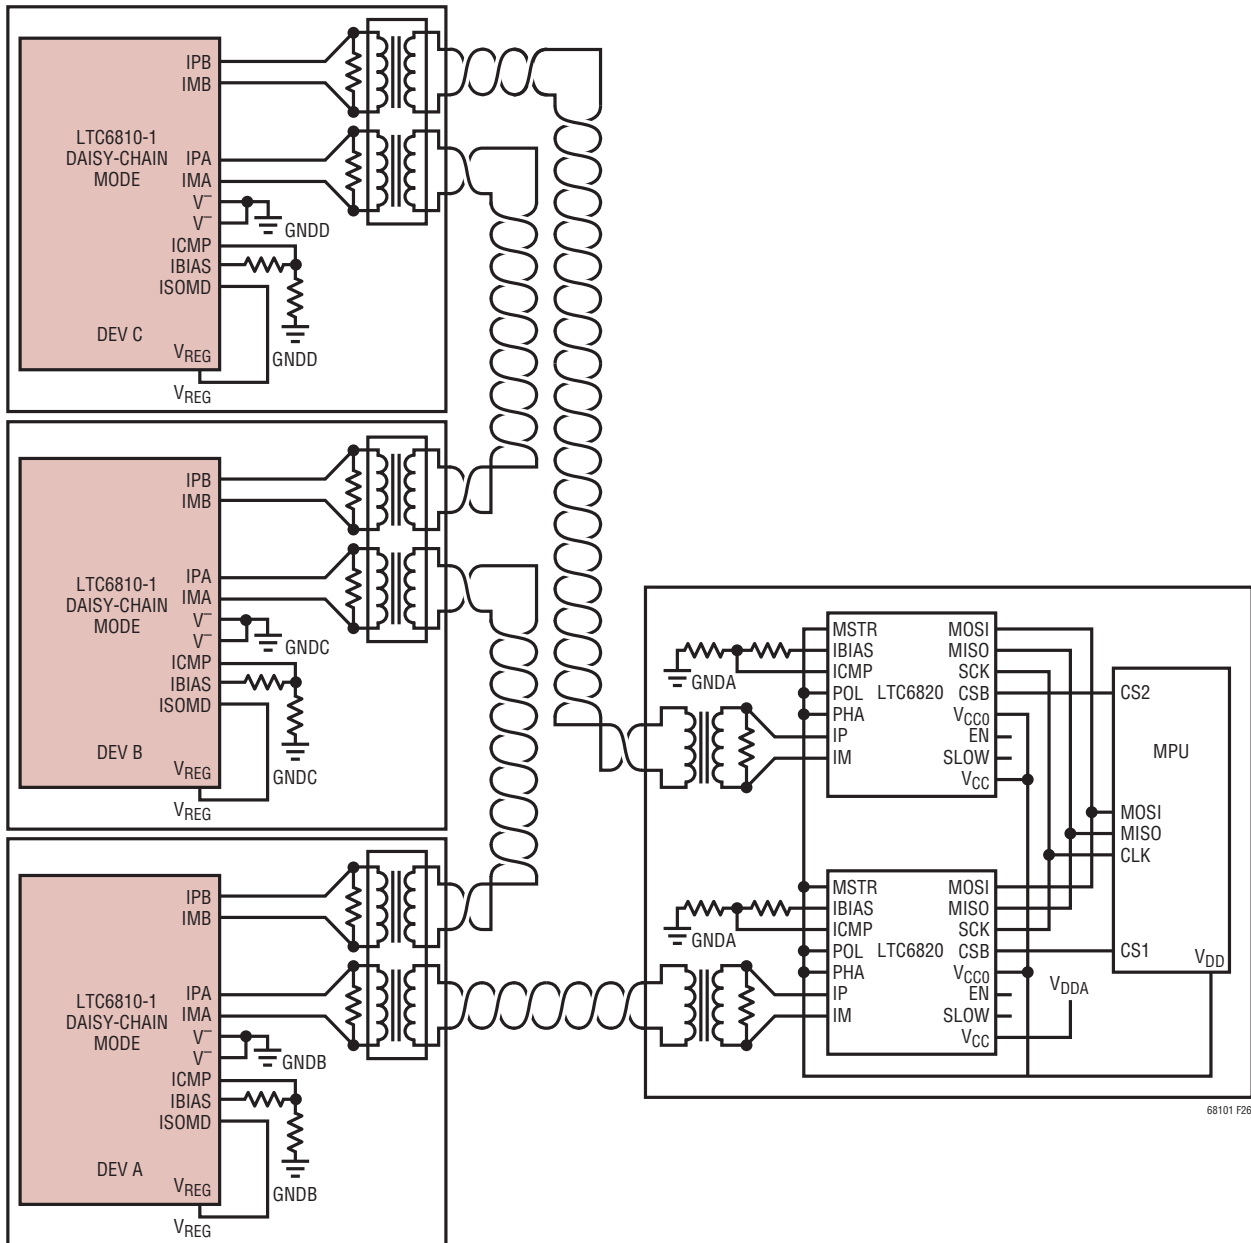 IPB
IMB
LTC6810-1
DAISY-CHAIN
MODE
IPA
IMA
V–
V–
GNDD
ICMP
IBIAS
ISOMD
GNDD
DEV C
VREG
VREG
IPB
IMB
LTC6810-1
DAISY-CHAIN
MODE
IPA
IMA
V–
V–
GNDC
ICMP
IBIAS
ISOMD
GNDC
DEV B
VREG
VREG
IPB
IMB
LTC6810-1
DAISY-CHAIN
MODE
IPA
IMA
V–
V–
GNDB
ICMP
IBIAS
ISOMD
GNDB
DEV A
VREG
VREG
GNDA
MSTR
IBIAS
ICMP
POL
PHA
IP
IM
LTC6820
MOSI
MISO
SCK
CSB
VCC0
EN
SLOW
VCC
GNDA
MSTR
IBIAS
ICMP
POL
PHA
IP
IM
LTC6820
MOSI
MISO
SCK
CSB
VCC0
EN
SLOW
VCC
VDDA
CS2
MPU
MOSI
MISO
CLK
CS1
VDD
68101 F26